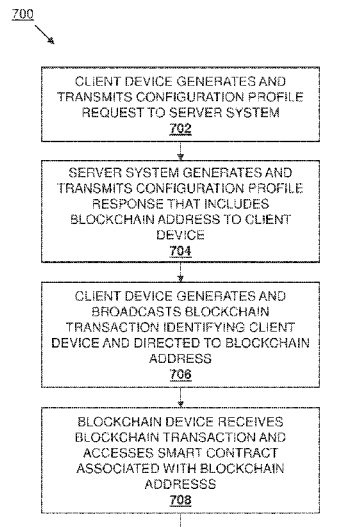 700
CLIENT DEVICE GENERATES AND
TRANSMITS CONFIGURATION PROFILE
REQUEST TO SERVER SYSTEM
702
SERVER SYSTEM GENERATES AND
TRANSMITS CONFIGURATION PROFILE
RESPONSE THAT INCLUDES
BLOCKCHAIN ADDRESS TO CLIENT
DEVICE
704
CLIENT DEVICE GENERATES AND
BROADCASTS BLOCKCHAIN
TRANSACTION IDENTIFYING CLIENT
DEVICE AND DIRECTED TO BLOCKCHAIN
ADDRESS
706
BLOCKCHAIN DEVICE RECEIVES
BLOCKCHAIN TRANSACTION AND
ACCESSES SMART CONTRACT
ASSOCIATED WITH BLOCKCHAIN
ADDRESSS
708